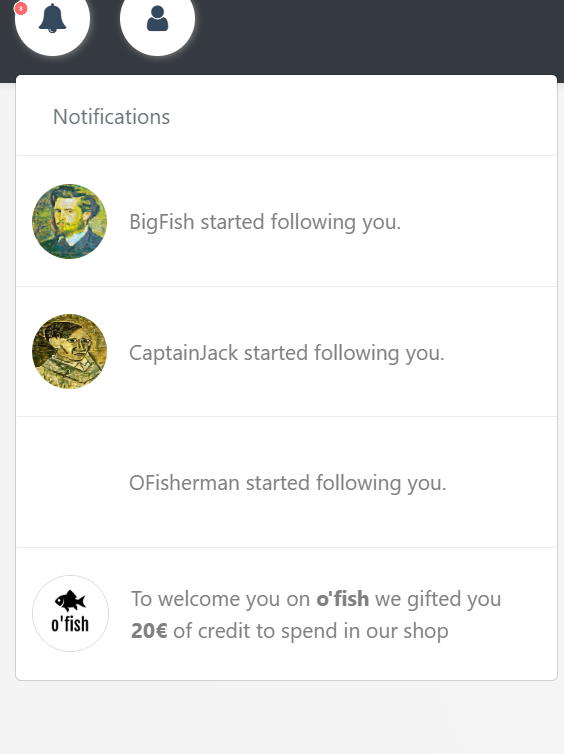 Notifications
BigFish started following you.
CaptainJack started following you.
OFisherman started following you.
o'fish
To welcome you on o'fish we gifted you
20€ of credit to spend in our shop